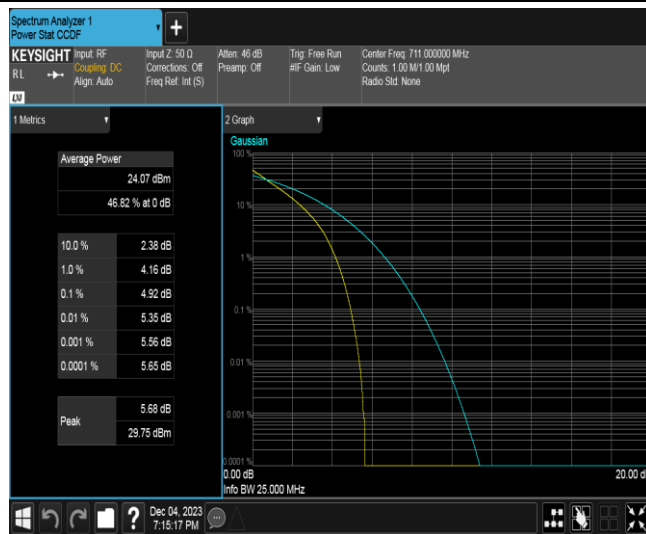 Spectrum Analyzer 1
Power Stat CCDF
+
KEYSIGHT
RL
LXI
Input: RF
Coupling: DC
Align: Auto
Input Z: 50 Ω
Corrections: Off
Freq Ref: Int (S)
Atten: 46 dB
Preamp: Off
Trig: Free Run
#IF Gain: Low
Center Freq: 711.000000 MHz
Counts: 1.00 M/1.00 Mpt
Radio Std: None
1 Metrics
Average Power
24.07 dBm
46.82 % at 0 dB
10.0 % 2.38 dB
1.0 % 4.16 dB
0.1 % 4.92 dB
0.01 % 5.35 dB
0.001 % 5.56 dB
0.0001 % 5.65 dB
Peak
5.68 dB
29.75 dBm
2 Graph
Gaussian
100 %
10 %
1 %
0.1 %
0.01 %
0.001 %
0.0001 %
0.00 dB
20.00 d
Info BW 25.000 MHz
?
Dec 04, 2023
7:15:17 PM